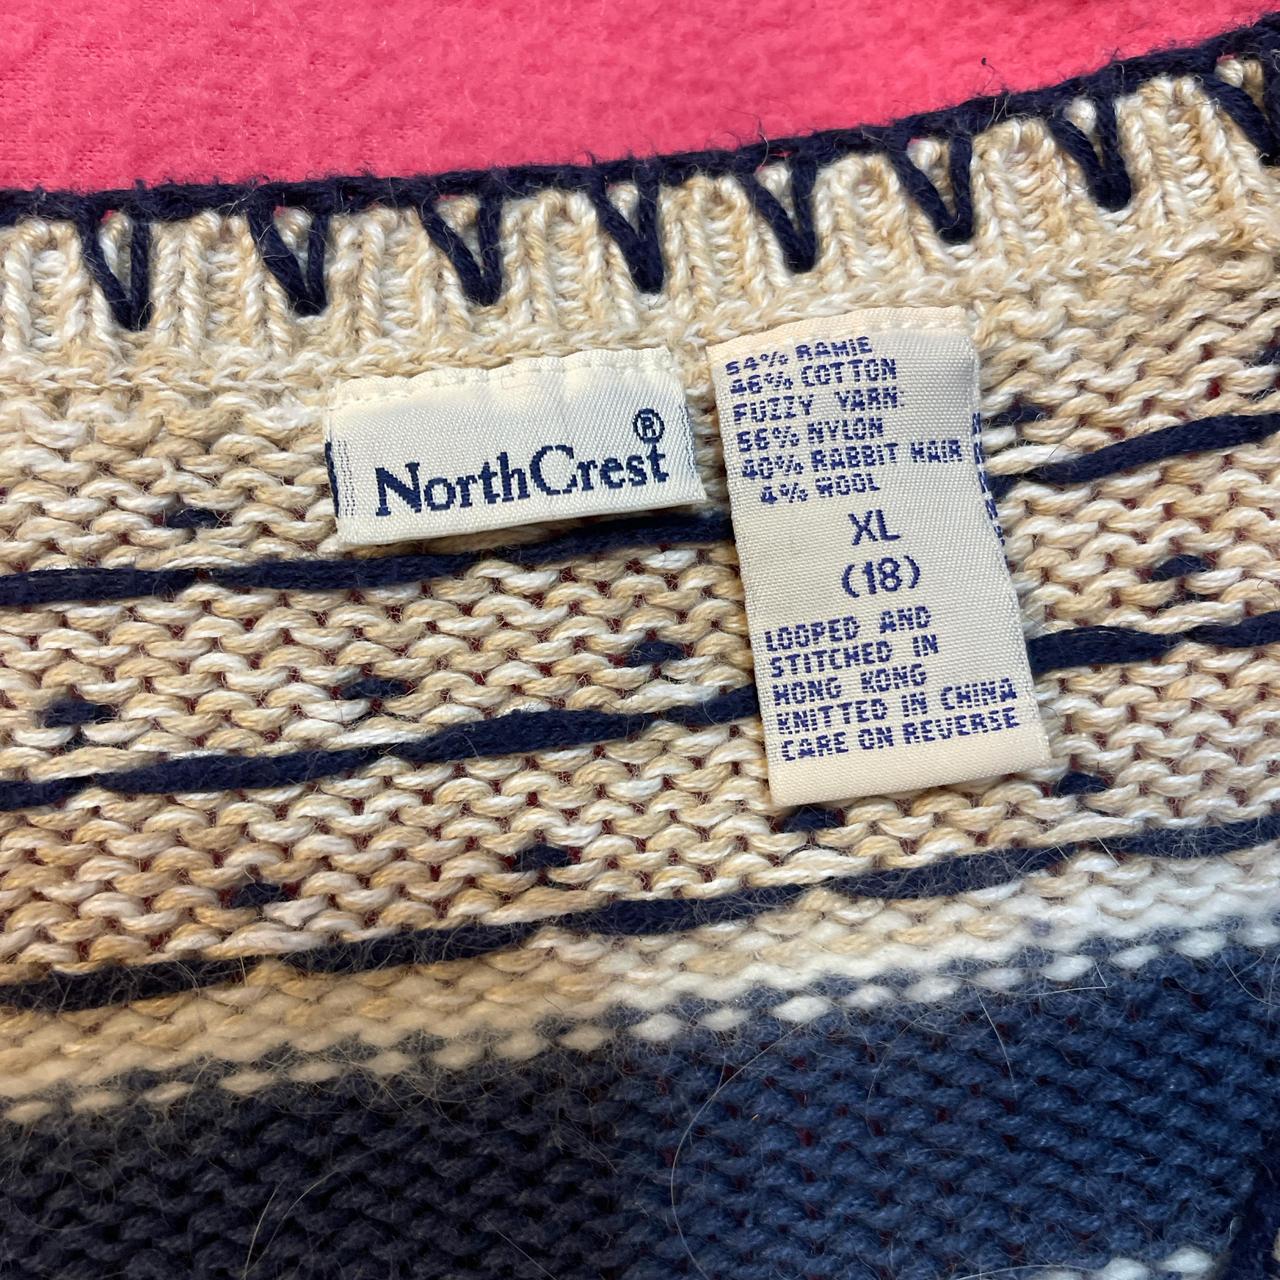 NorthCrest®
54% RAMIE
46% COTTON
FUZZY YARN:
56% NYLON
40% RABBIT HAIR
4% WOOL
XL
(18)
LOOPED AND
STITCHED IN
HONG KONG
KNITTED IN CHINA
CARE ON REVERSE